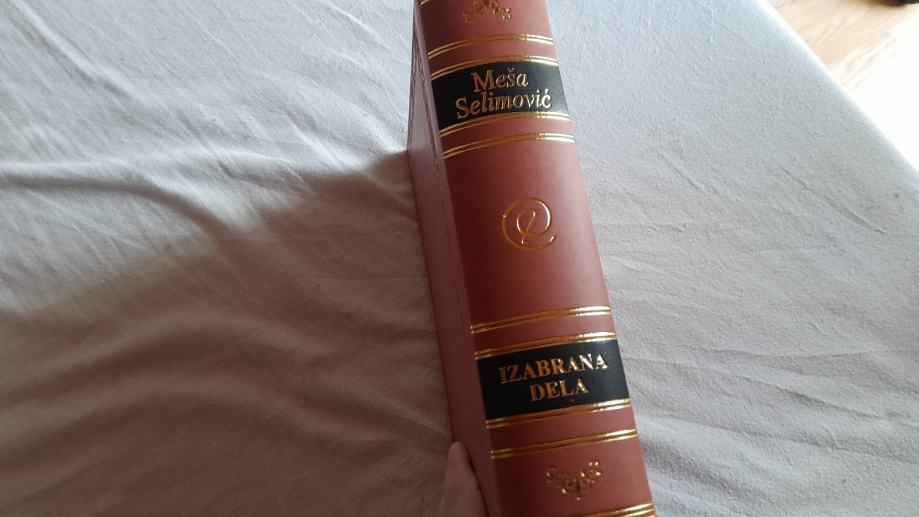 Meša
Selimović
IZABRANA
DELA